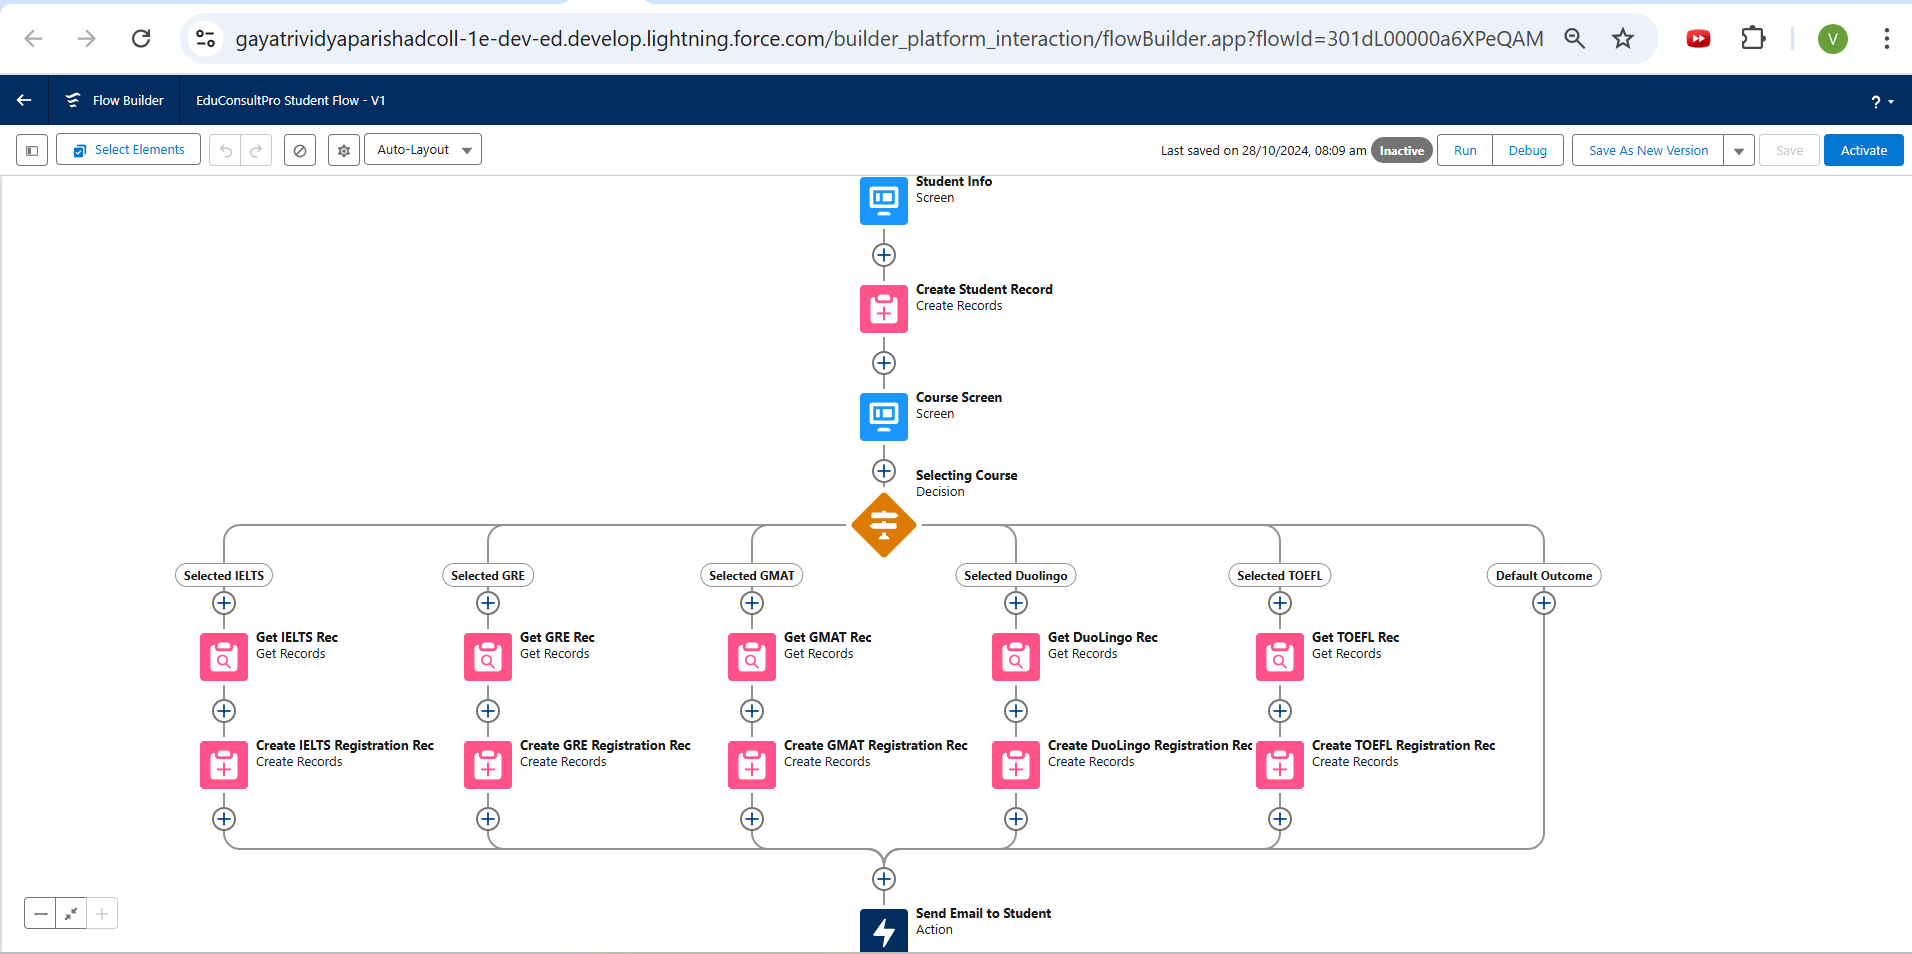 gayatrividyaparishadcoll-1e-dev-ed.develop.lightning.force.com/builder_platform_interaction/flowBuilder.app?flowId=301dL00000a6XPeQAM
V
Flow Builder
EduConsultPro Student Flow - V1
?
Select Elements
Auto-Layout
Last saved on 28/10/2024, 08:09 am
Inactive
Run
Debug
Save As New Version
Save
Activate
Student Info
Screen
Create Student Record
Create Records
Course Screen
Screen
Selecting Course
Decision
Selected IELTS
Selected GRE
Selected GMAT
Selected Duolingo
Selected TOEFL
Default Outcome
Get IELTS Rec
Get Records
Get GRE Rec
Get Records
Get GMAT Rec
Get Records
Get DuoLingo Rec
Get Records
Get TOEFL Rec
Get Records
Create IELTS Registration Rec
Create Records
Create GRE Registration Rec
Create Records
Create GMAT Registration Rec
Create Records
Create DuoLingo Registration Rec
Create Records
Create TOEFL Registration Rec
Create Records
Send Email to Student
Action